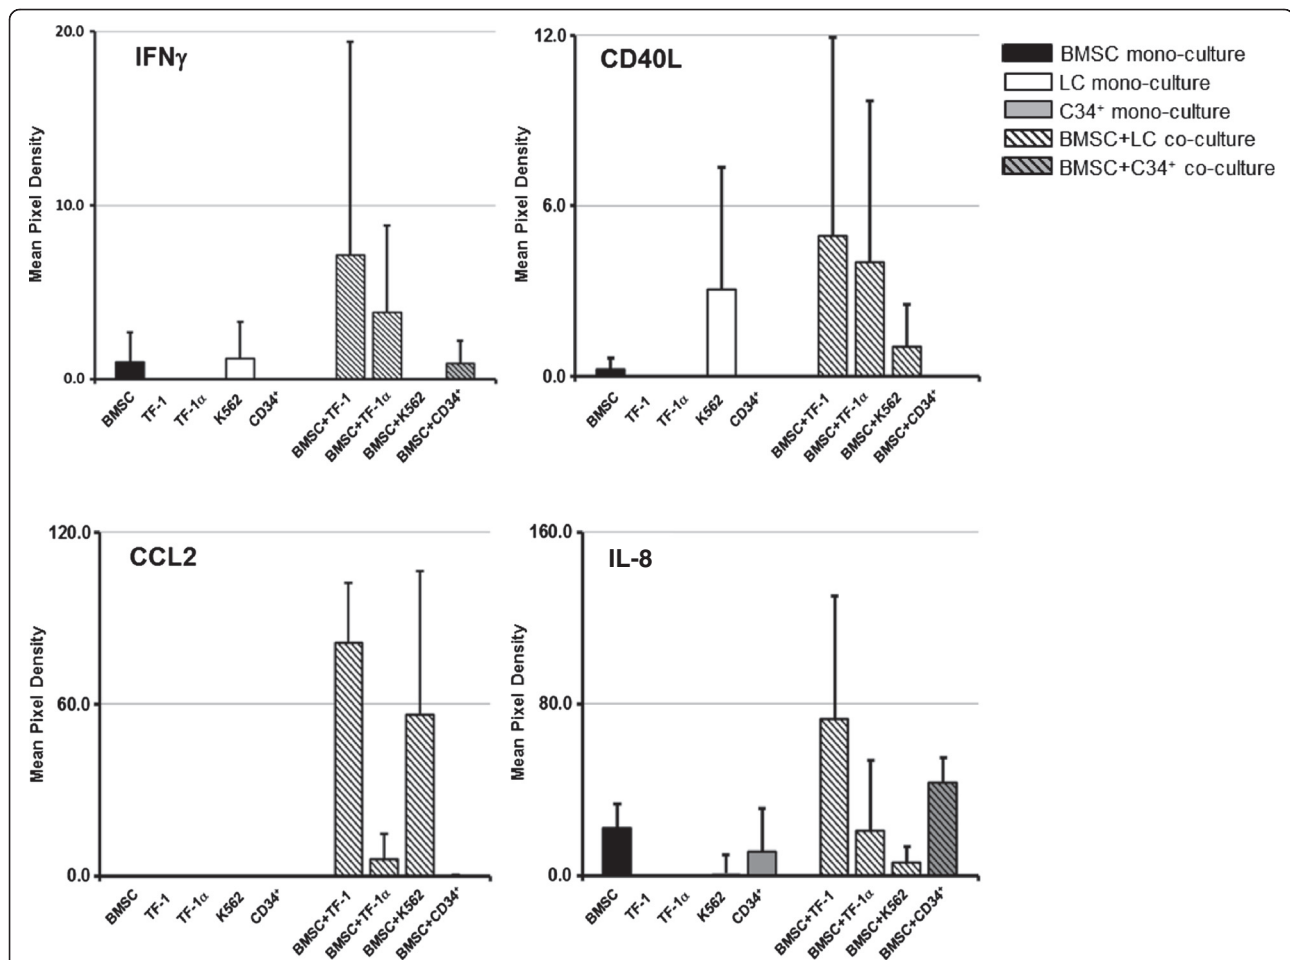 20.0
IFNγ
10.0
0.0
Mean Pixel Density
BMSC
TF-1
TF-1α
K562
CD34⁺
BMSC+TF-1
BMSC+TF-1α
BMSC+K562
BMSC+CD34⁺
12.0
CD40L
6.0
0.0
Mean Pixel Density
BMSC
TF-1
TF-1α
K562
CD34⁺
BMSC+TF-1
BMSC+TF-1α
BMSC+K562
BMSC+CD34⁺
BMSC mono-culture
LC mono-culture
C34⁺ mono-culture
BMSC+LC co-culture
BMSC+C34⁺ co-culture
120.0
CCL2
60.0
0.0
Mean Pixel Density
BMSC
TF-1
TF-1α
K562
CD34⁺
BMSC+TF-1
BMSC+TF-1α
BMSC+K562
BMSC+CD34⁺
160.0
IL-8
80.0
0.0
Mean Pixel Density
BMSC
TF-1
TF-1α
K562
CD34⁺
BMSC+TF-1
BMSC+TF-1α
BMSC+K562
BMSC+CD34⁺